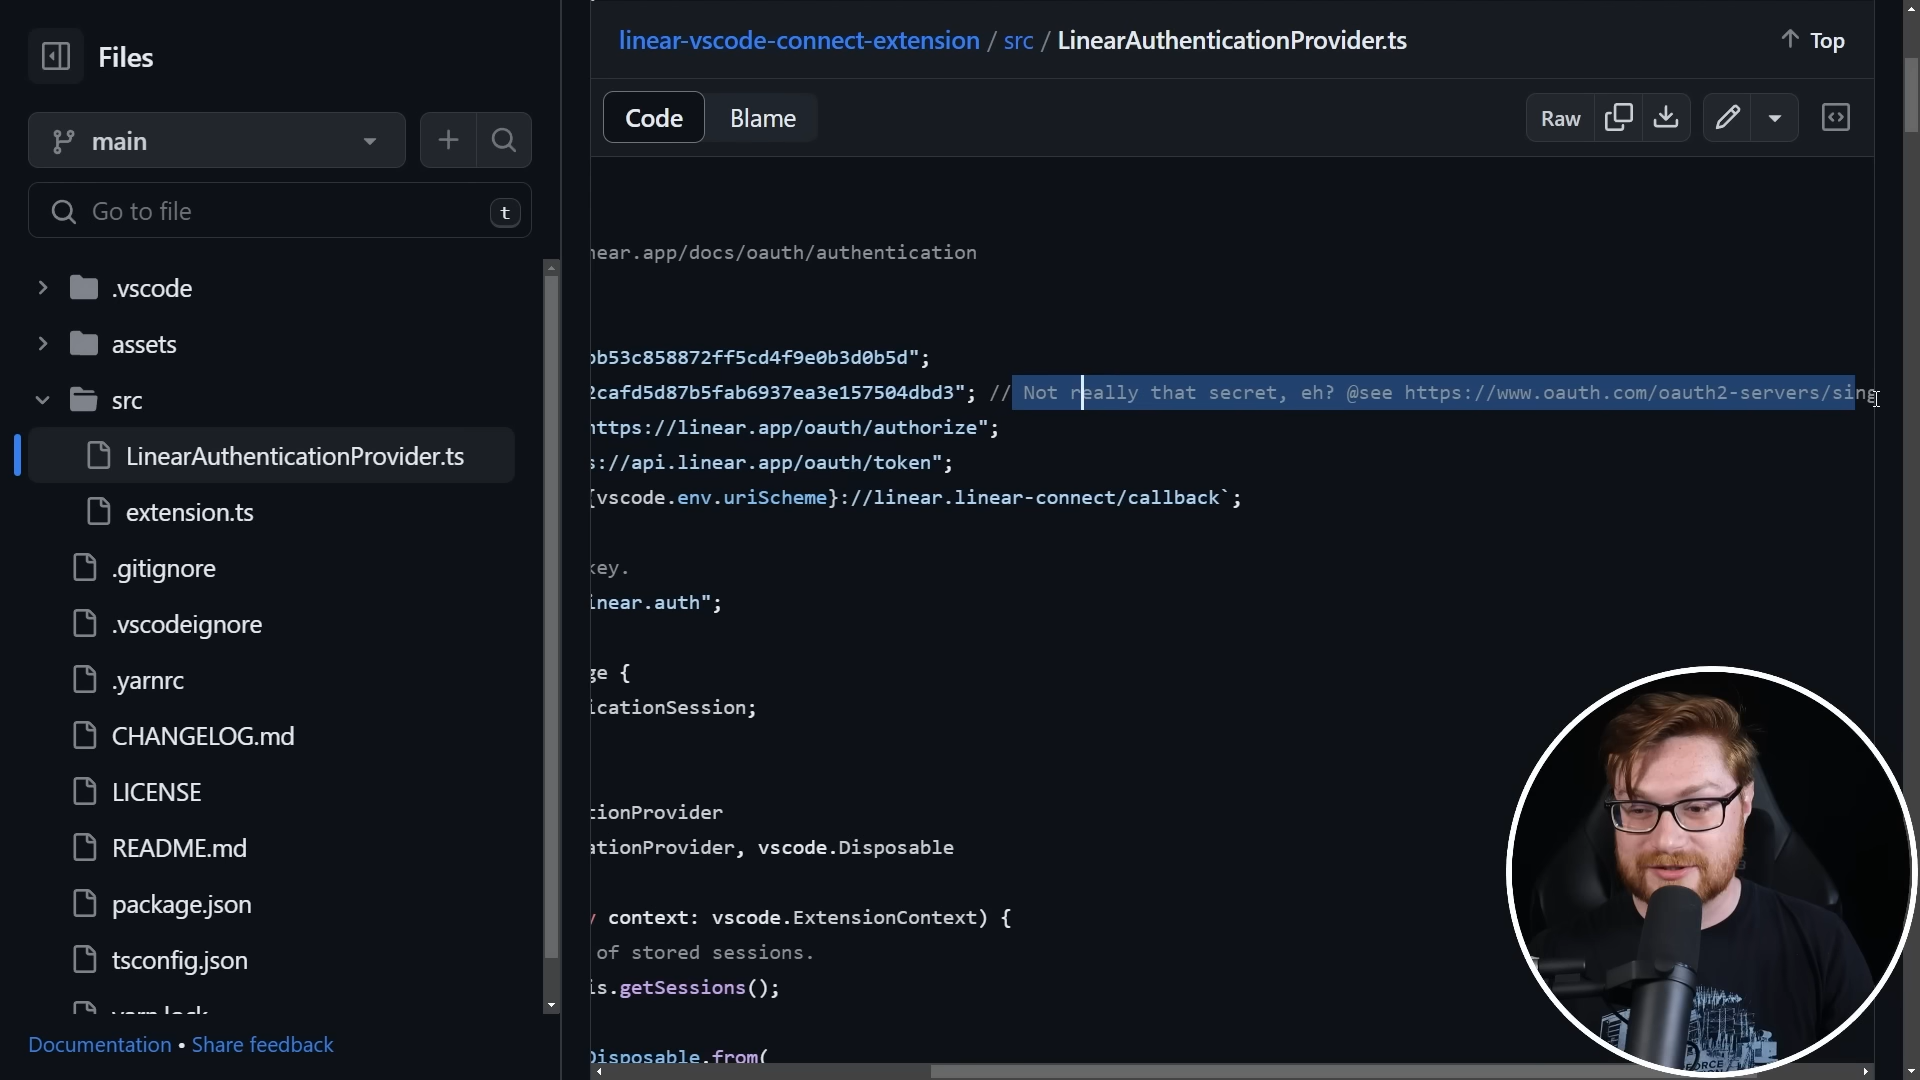 Files
main
Go to file
t
.vscode
assets
src
LinearAuthenticationProvider.ts
extension.ts
.gitignore
.vscodeignore
.yarnrc
CHANGELOG.md
LICENSE
README.md
package.json
tsconfig.json
yarn.lock
Documentation • Share feedback
linear-vscode-connect-extension / src / LinearAuthenticationProvider.ts
Top
Code
Blame
Raw
near.app/docs/oauth/authentication
bb53c858872ff5cd4f9e0b3d0b5d";
2cafd5d87b5fab6937ea3e157504dbd3"; // Not really that secret, eh? @see https://www.oauth.com/oauth2-servers/sing
https://linear.app/oauth/authorize";
s://api.linear.app/oauth/token";
{vscode.env.uriScheme}://linear.linear-connect/callback`;
key.
inear.auth";
ge {
icationSession;
tionProvider
ationProvider, vscode.Disposable
y context: vscode.ExtensionContext) {
of stored sessions.
is.getSessions();
Disposable.from(